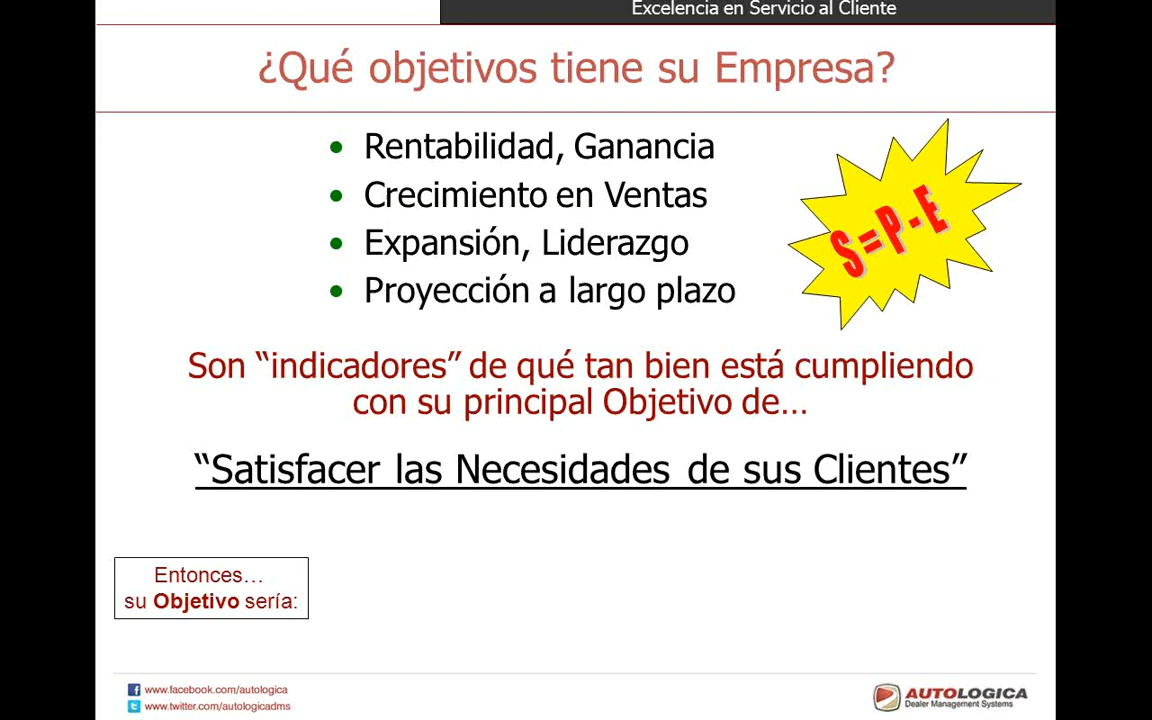 Excelencia en Servicio al Cliente
¿Qué objetivos tiene su Empresa?
• Rentabilidad, Ganancia
• Crecimiento en Ventas
• Expansión, Liderazgo
• Proyección a largo plazo
S = P - E
Son “indicadores” de qué tan bien está cumpliendo
con su principal Objetivo de…
“Satisfacer las Necesidades de sus Clientes”
Entonces…
su Objetivo sería:
www.facebook.com/autologica
www.twitter.com/autologicadms
AUTOLOGICA
Dealer Management Systems